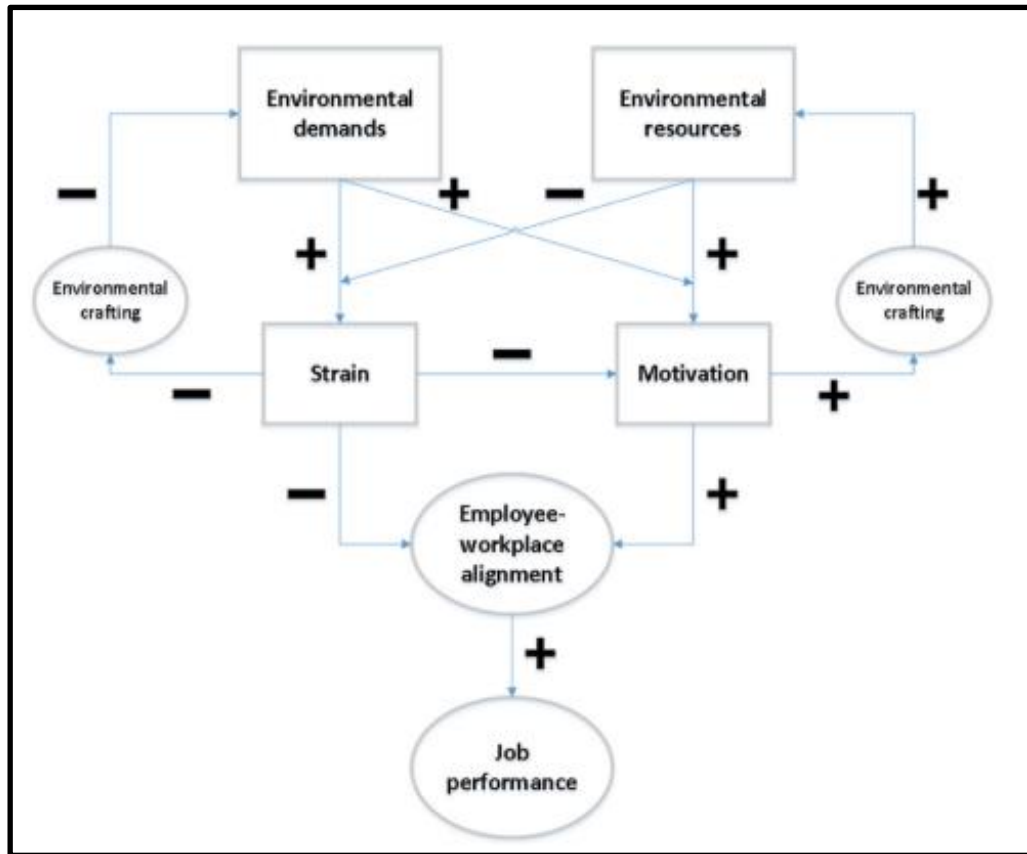 Environmental
demands
Environmental
resources
−
+
−
+
+
+
Environmental
crafting
Environmental
crafting
Strain
−
Motivation
−
+
−
+
Employee-
workplace
alignment
+
Job
performance